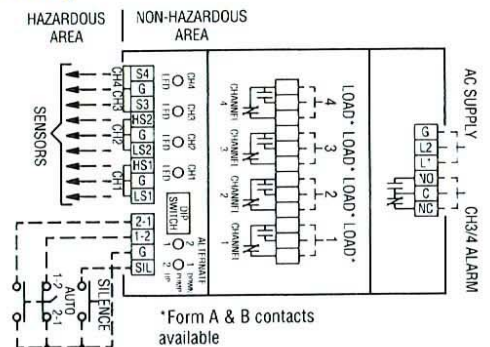 HAZARDOUS AREA
NON-HAZARDOUS AREA
SENSORS
CH4
CH3
CH2
CH1
S4
G
S3
HS2
G
LS2
HS1
G
LS1
2-1
1-2
G
SIL
CH4 LED
CH3 LED
CH2 LED
CH1 LED
DIP SWITCH
ALTERNATE
2 1
2 1
CHANNEL 4
CHANNEL 3
CHANNEL 2
CHANNEL 1
LOAD* 4
LOAD* 3
LOAD* 2
LOAD* 1
AC SUPPLY
G
L2
L'
NO
C
NC
CH3/4 ALARM
1-2
AUTO
2-1
SILENCE
*Form A & B contacts
available